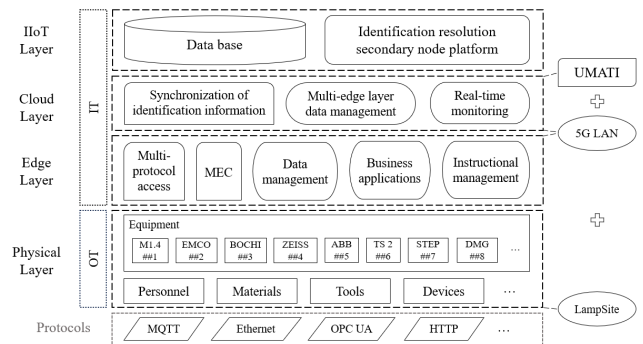 IIoT
Layer
Data base
Identification resolution
secondary node platform
UMATI
Cloud
Layer
IT
Synchronization of
identification information
Multi-edge layer
data management
Real-time
monitoring
5G LAN
Edge
Layer
Multi-
protocol
access
MEC
Data
management
Business
applications
Instructional
management
Physical
Layer
OT
Equipment
M1.4
##1
EMCO
##2
BOCHI
##3
ZEISS
##4
ABB
##5
TS 2
##6
STEP
##7
DMG
##8
...
Personnel
Materials
Tools
Devices
...
LampSite
Protocols
MQTT
Ethernet
OPC UA
HTTP
...